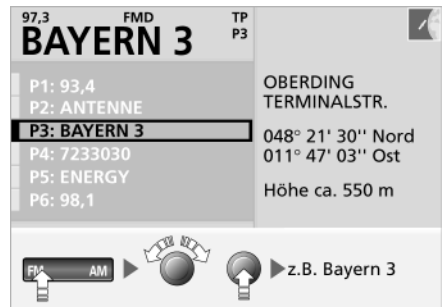 97,3 FMD TP
BAYERN 3 P3
P1: 93,4
P2: ANTENNE
P3: BAYERN 3
P4: 7233030
P5: ENERGY
P6: 98,1
OBERDING
TERMINALSTR.
048° 21' 30'' Nord
011° 47' 03'' Ost
Höhe ca. 550 m
FM AM
z.B. Bayern 3